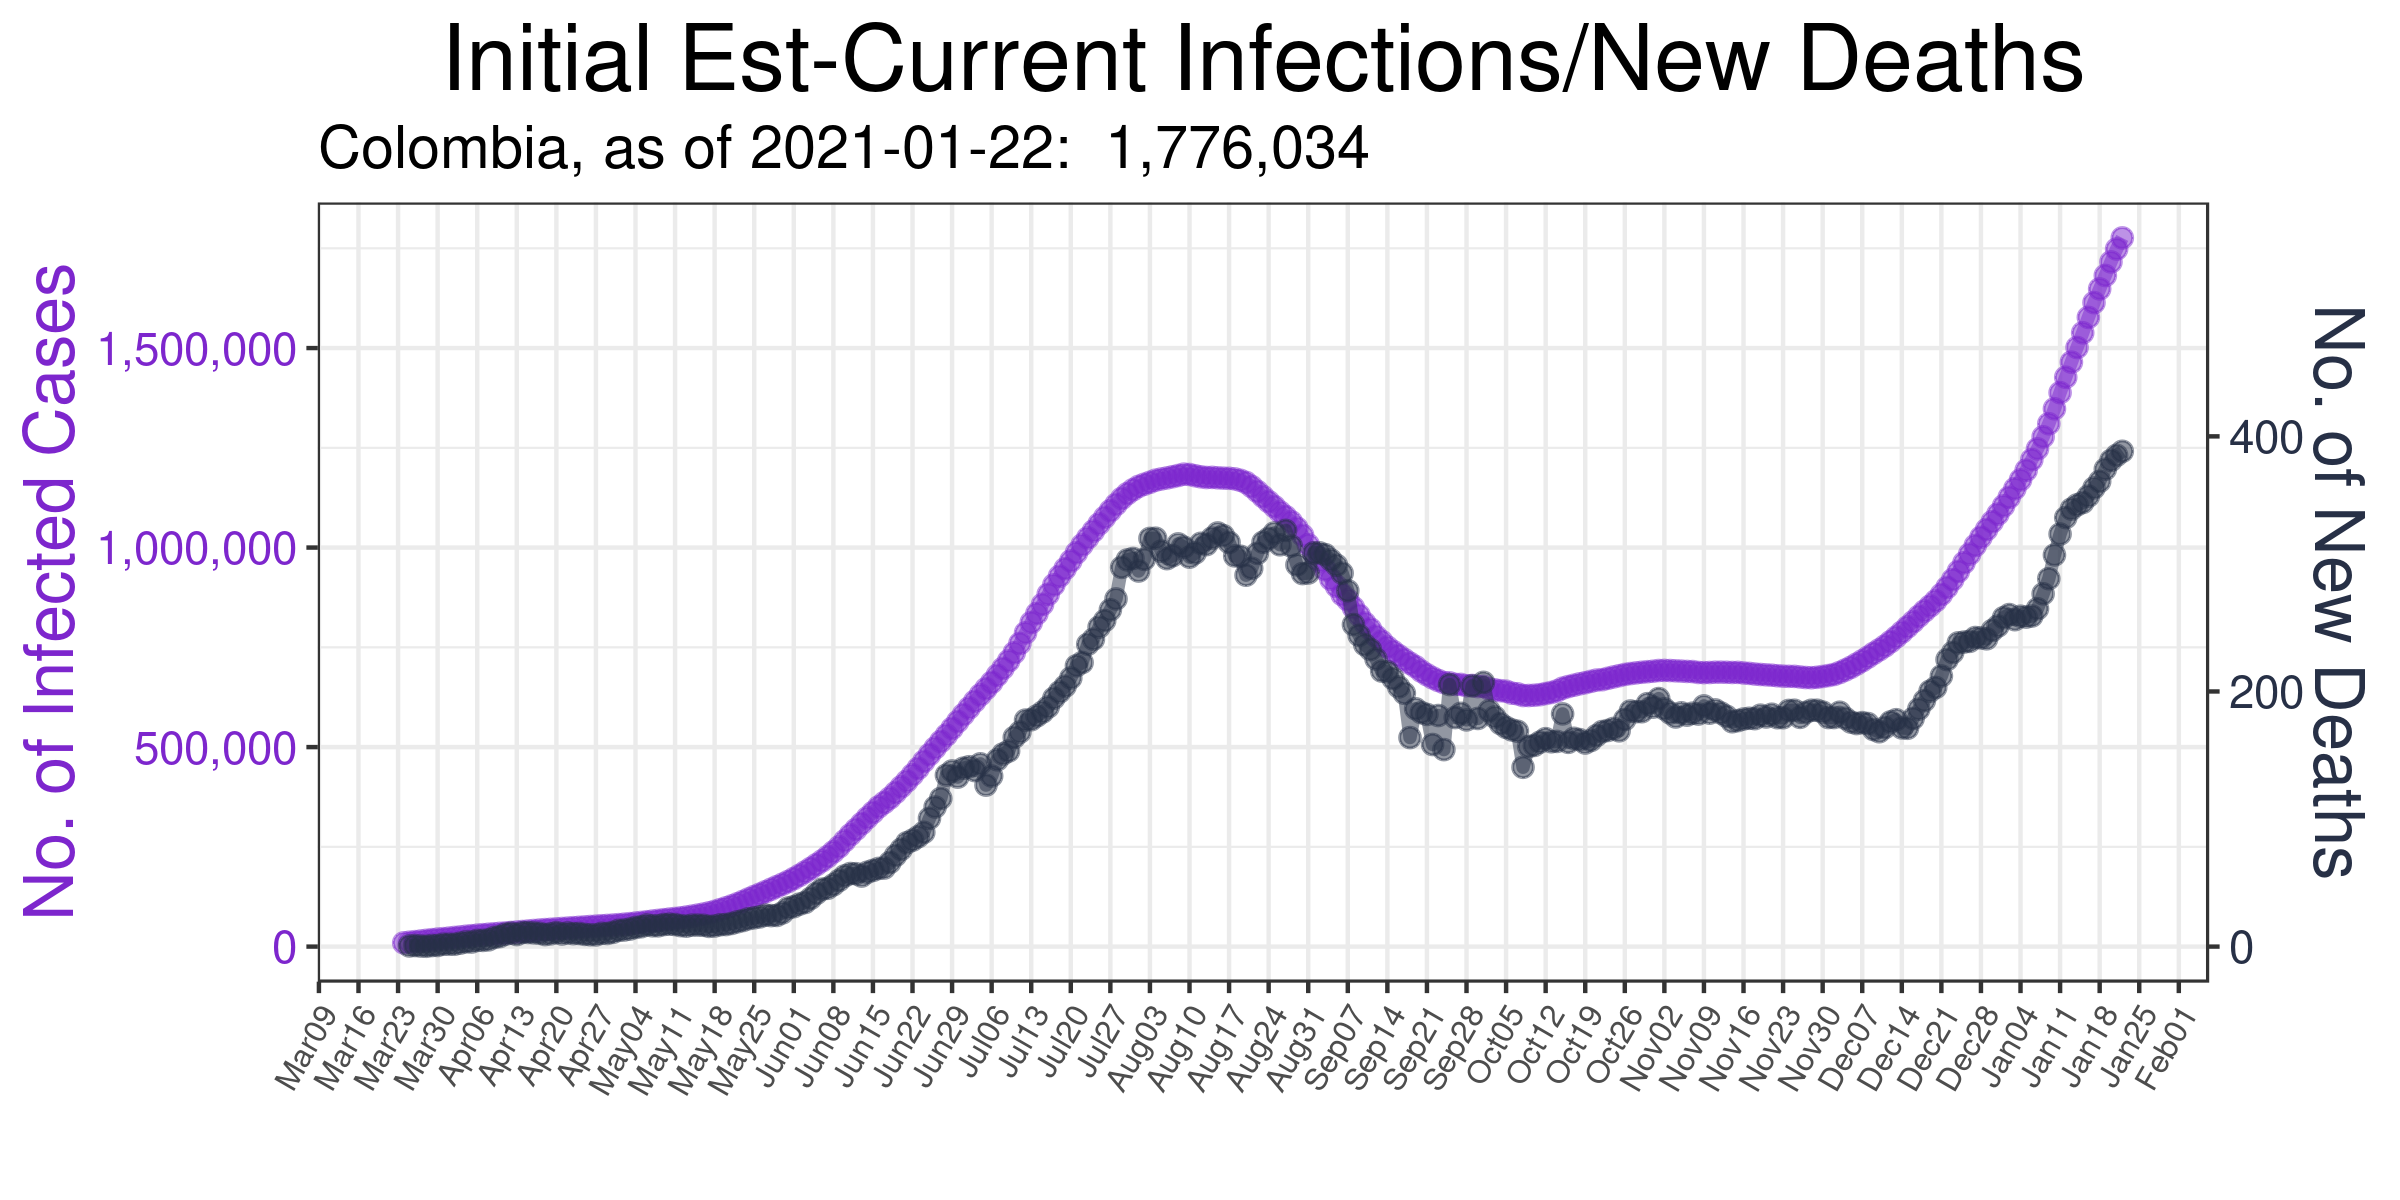 Initial Est-Current Infections/New Deaths
Colombia, as of 2021-01-22:  1,776,034
No. of Infected Cases
1,500,000
1,000,000
500,000
0
No. of New Deaths
400
200
0
Mar09
Mar16
Mar23
Mar30
Apr06
Apr13
Apr20
Apr27
May04
May11
May18
May25
Jun01
Jun08
Jun15
Jun22
Jun29
Jul06
Jul13
Jul20
Jul27
Aug03
Aug10
Aug17
Aug24
Aug31
Sep07
Sep14
Sep21
Sep28
Oct05
Oct12
Oct19
Oct26
Nov02
Nov09
Nov16
Nov23
Nov30
Dec07
Dec14
Dec21
Dec28
Jan04
Jan11
Jan18
Jan25
Feb01